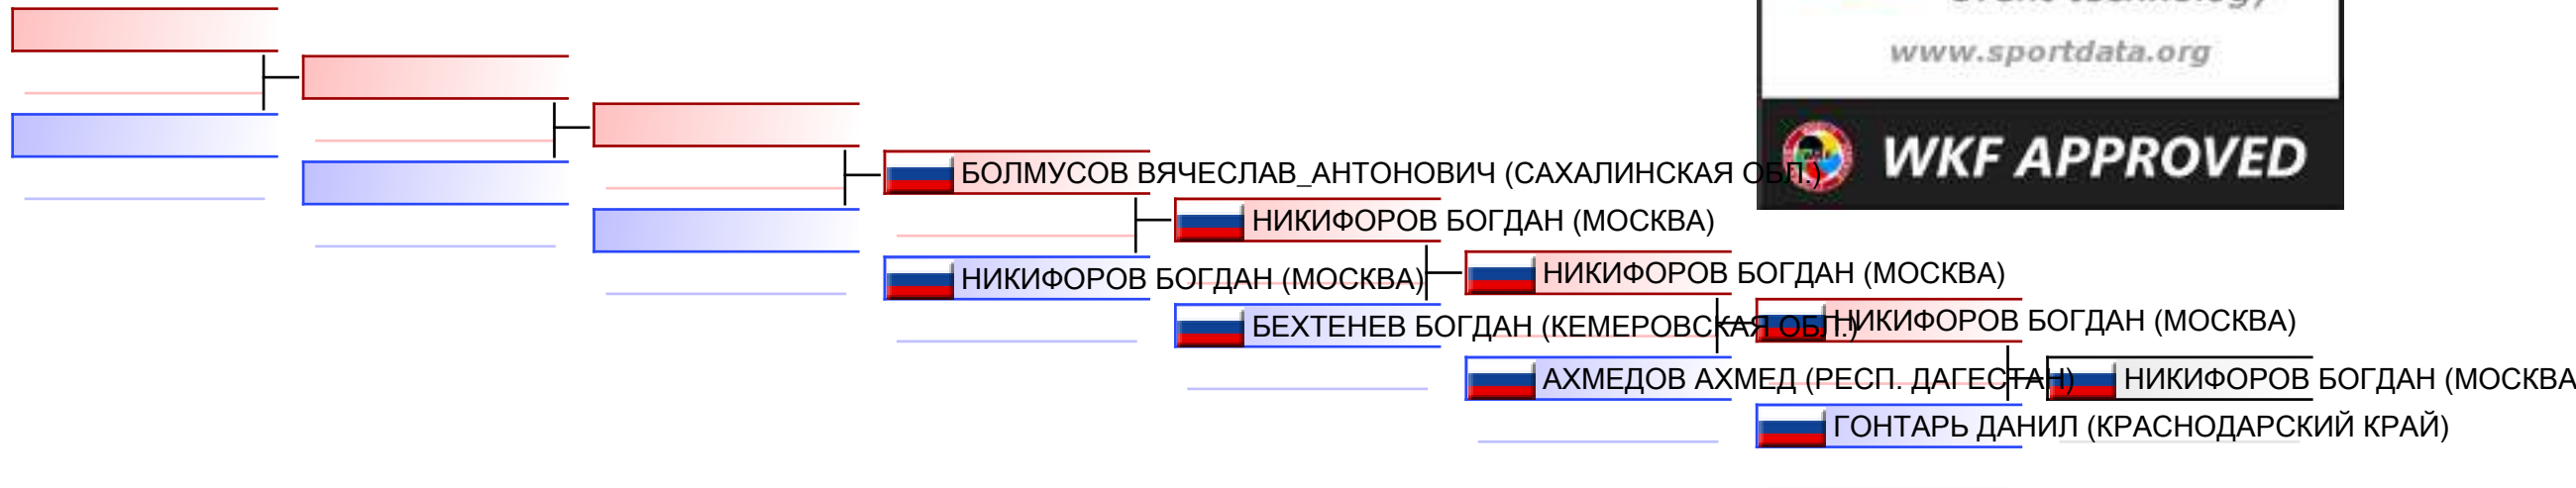 www.sportdata.org
WKF APPROVED
БОЛМУСОВ ВЯЧЕСЛАВ_АНТОНОВИЧ (САХАЛИНСКАЯ ОБЛ.)
НИКИФОРОВ БОГДАН (МОСКВА)
НИКИФОРОВ БОГДАН (МОСКВА)
НИКИФОРОВ БОГДАН (МОСКВА)
БЕХТЕНЕВ БОГДАН (КЕМЕРОВСКАЯ ОБЛ.)
НИКИФОРОВ БОГДАН (МОСКВА)
АХМЕДОВ АХМЕД (РЕСП. ДАГЕСТАН)
НИКИФОРОВ БОГДАН (МОСКВА
ГОНТАРЬ ДАНИЛ (КРАСНОДАРСКИЙ КРАЙ)